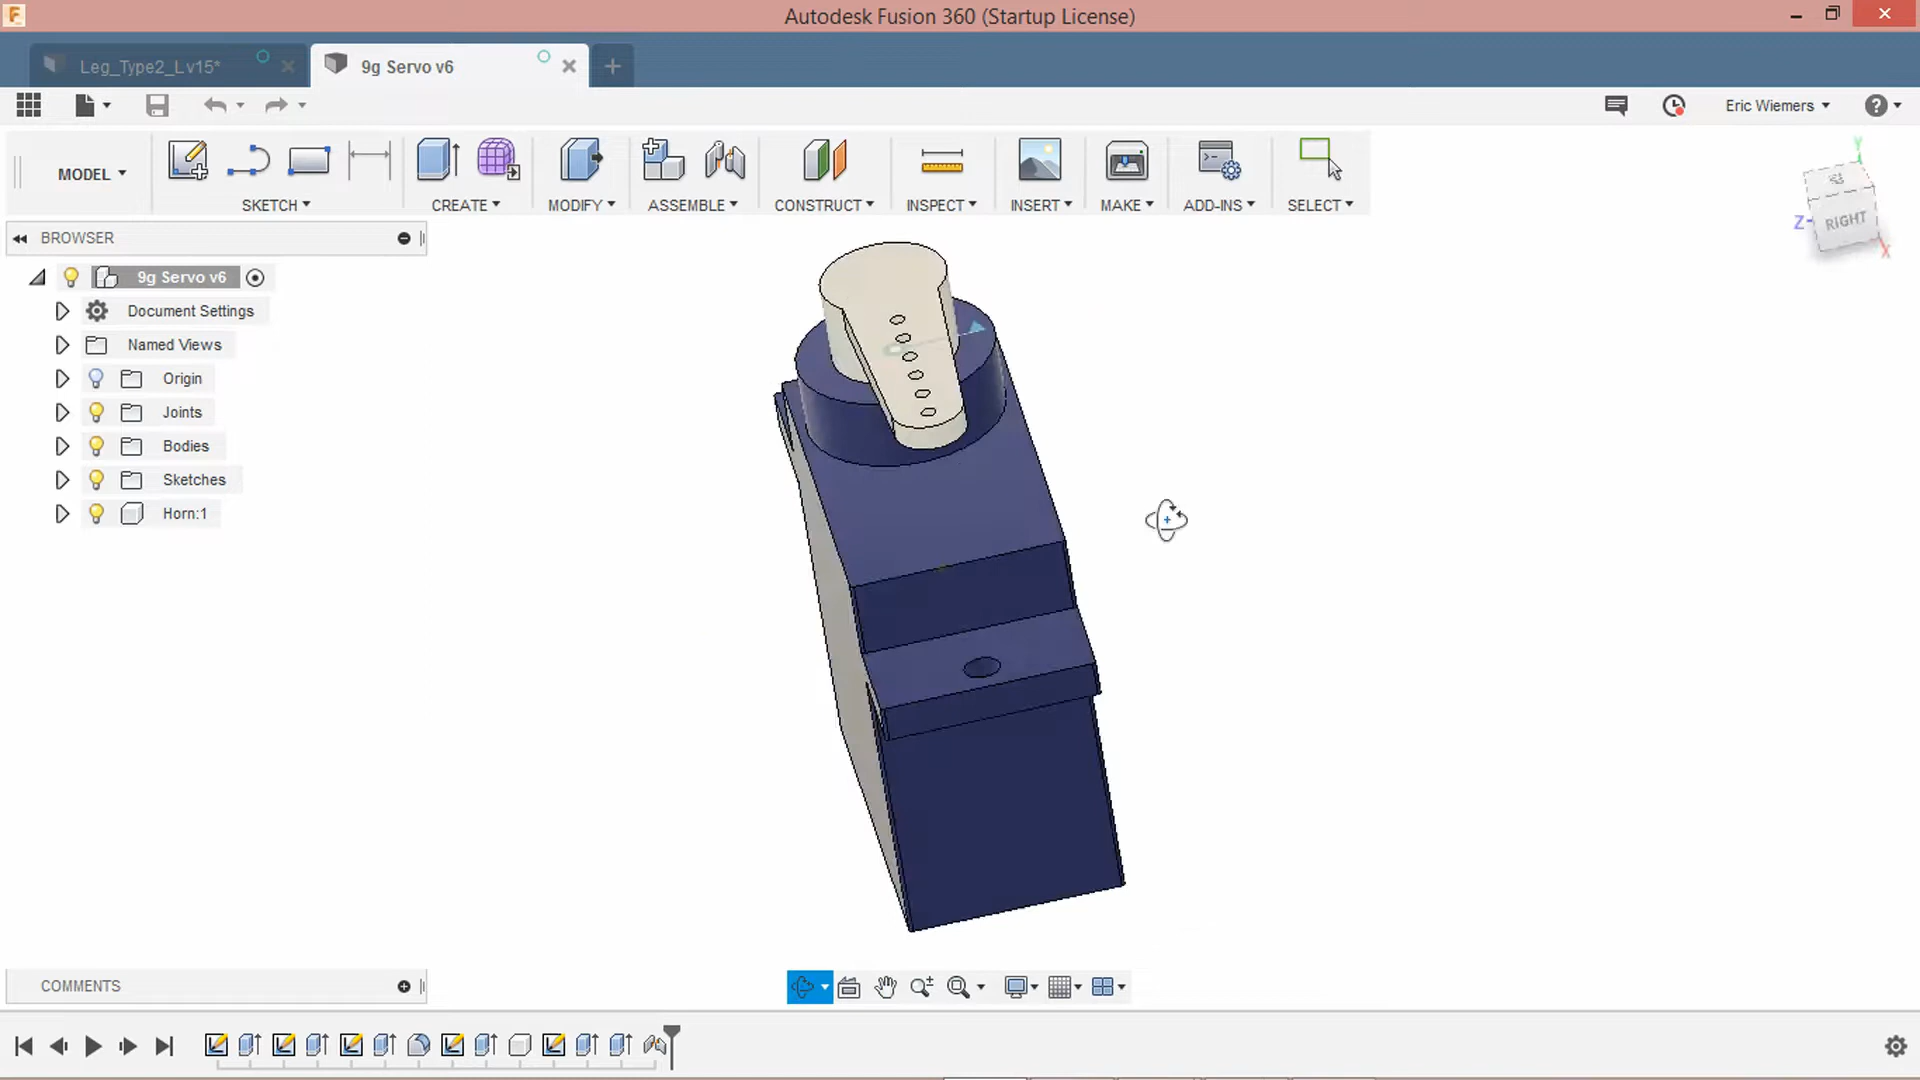 Autodesk Fusion 360 (Startup License)
Leg_Type2_Lv15*
9g Servo v6
Eric Wiemers
MODEL
SKETCH
CREATE
MODIFY
ASSEMBLE
CONSTRUCT
INSPECT
INSERT
MAKE
ADD-INS
SELECT
Y
RIGHT
Z
X
BROWSER
9g Servo v6
Document Settings
Named Views
Origin
Joints
Bodies
Sketches
Horn:1
COMMENTS